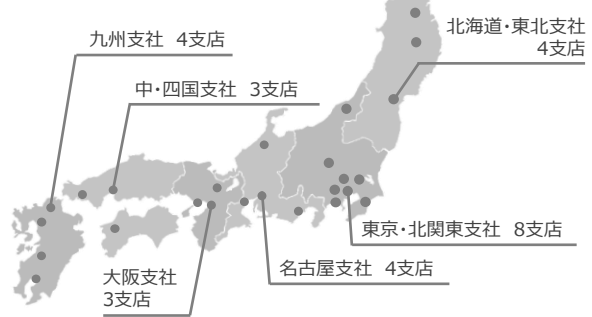 北海道・東北支社
4支店
九州支社 4支店
中・四国支社 3支店
東京・北関東支社 8支店
名古屋支社 4支店
大阪支社
3支店